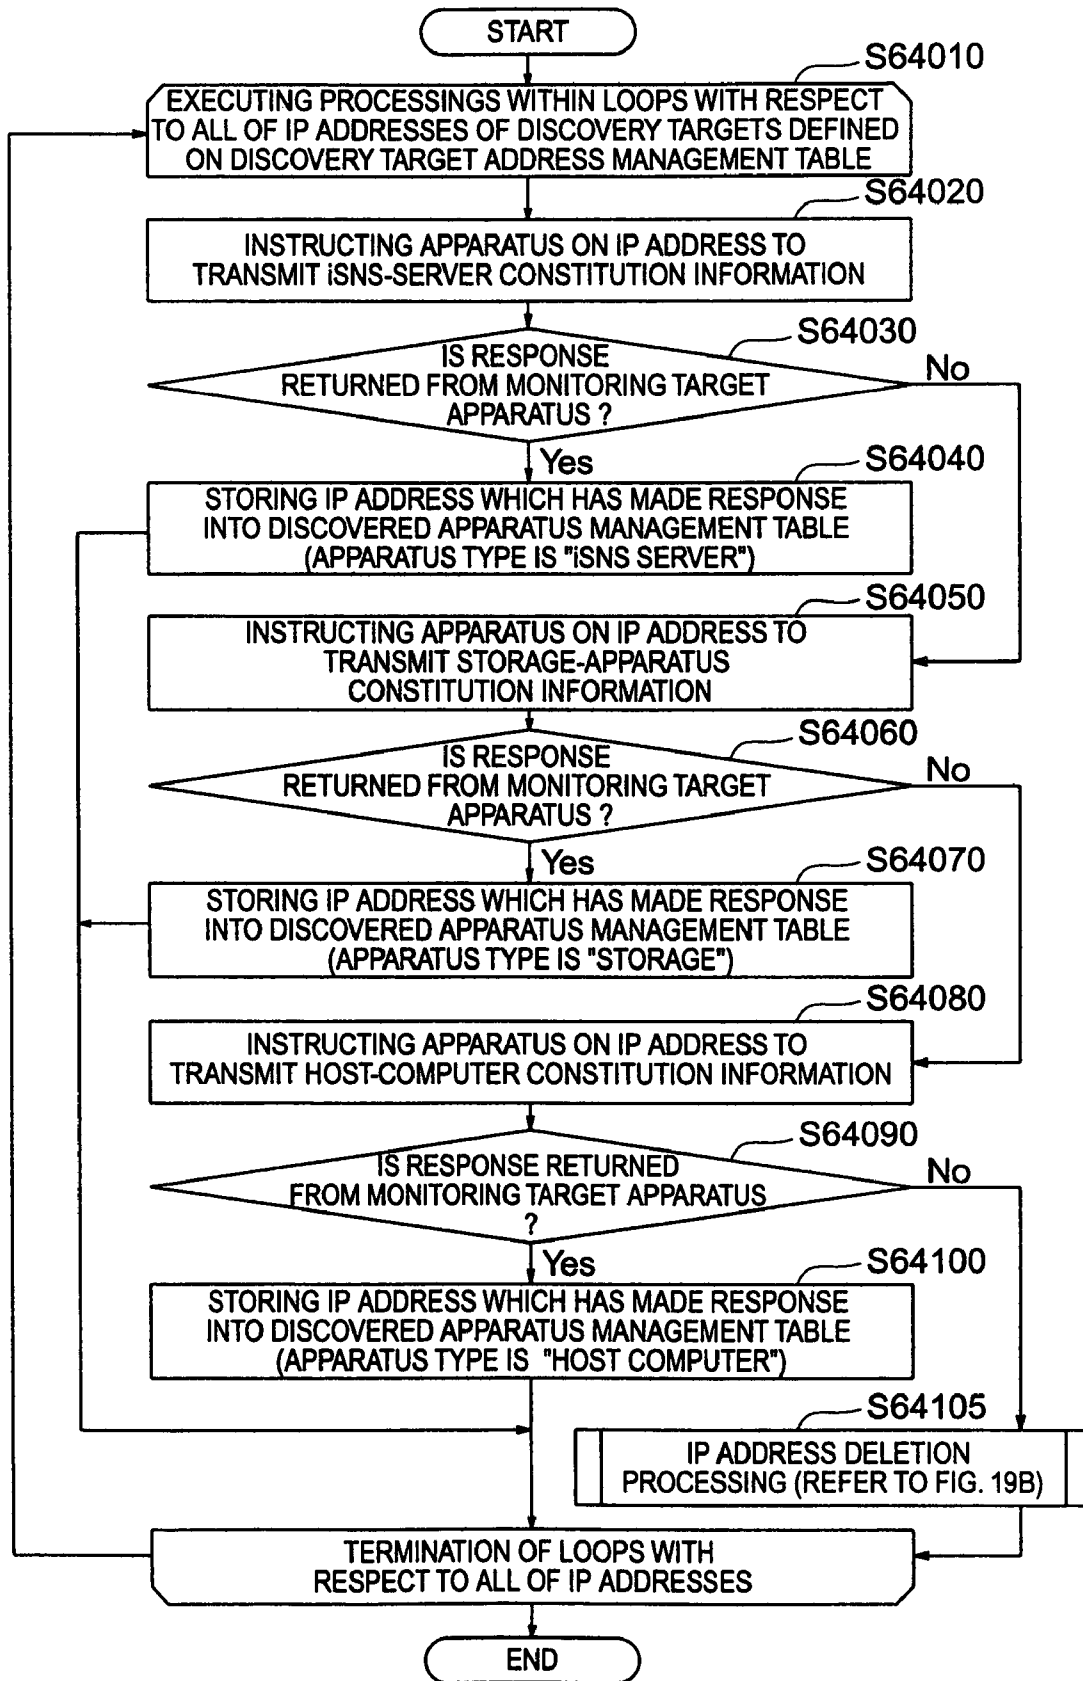 START
S64010
EXECUTING PROCESSINGS WITHIN LOOPS WITH RESPECT
TO ALL OF IP ADDRESSES OF DISCOVERY TARGETS DEFINED
ON DISCOVERY TARGET ADDRESS MANAGEMENT TABLE
S64020
INSTRUCTING APPARATUS ON IP ADDRESS TO
TRANSMIT iSNS-SERVER CONSTITUTION INFORMATION
S64030
IS RESPONSE
RETURNED FROM MONITORING TARGET
APPARATUS ?
No
Yes
S64040
STORING IP ADDRESS WHICH HAS MADE RESPONSE
INTO DISCOVERED APPARATUS MANAGEMENT TABLE
(APPARATUS TYPE IS "iSNS SERVER")
S64050
INSTRUCTING APPARATUS ON IP ADDRESS TO
TRANSMIT STORAGE-APPARATUS
CONSTITUTION INFORMATION
S64060
IS RESPONSE
RETURNED FROM MONITORING TARGET
APPARATUS ?
No
Yes
S64070
STORING IP ADDRESS WHICH HAS MADE RESPONSE
INTO DISCOVERED APPARATUS MANAGEMENT TABLE
(APPARATUS TYPE IS "STORAGE")
S64080
INSTRUCTING APPARATUS ON IP ADDRESS TO
TRANSMIT HOST-COMPUTER CONSTITUTION INFORMATION
S64090
IS RESPONSE RETURNED
FROM MONITORING TARGET APPARATUS
?
No
Yes
S64100
STORING IP ADDRESS WHICH HAS MADE RESPONSE
INTO DISCOVERED APPARATUS MANAGEMENT TABLE
(APPARATUS TYPE IS "HOST COMPUTER")
S64105
IP ADDRESS DELETION
PROCESSING (REFER TO FIG. 19B)
TERMINATION OF LOOPS WITH
RESPECT TO ALL OF IP ADDRESSES
END